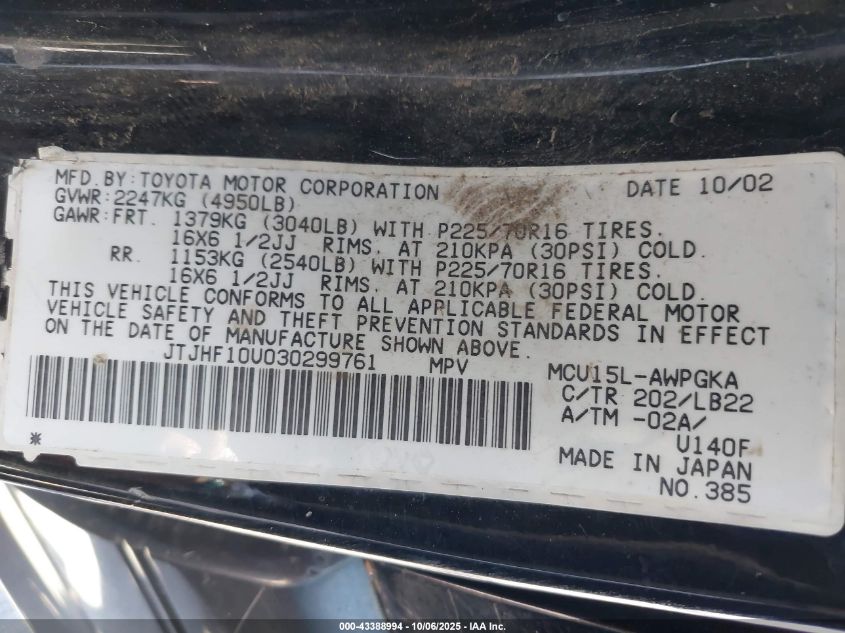 MFD. BY: TOYOTA MOTOR CORPORATION DATE 10/02
GVWR: 2247KG (4950LB)
GAWR: FRT. 1379KG (3040LB) WITH P225/70R16 TIRES.
16X6 1/2JJ RIMS. AT 210KPA (30PSI) COLD.
RR. 1153KG (2540LB) WITH P225/70R16 TIRES.
16X6 1/2JJ RIMS. AT 210KPA (30PSI) COLD.
THIS VEHICLE CONFORMS TO ALL APPLICABLE FEDERAL MOTOR
VEHICLE SAFETY AND THEFT PREVENTION STANDARDS IN EFFECT
ON THE DATE OF MANUFACTURE SHOWN ABOVE.
JTJHF10U030299761 MPV
MCU15L-AWPGKA
C/TR 202/LB22
A/TM -02A/
U140F
MADE IN JAPAN
NO.385
*
000-43388994 - 10/06/2025 - IAA Inc.